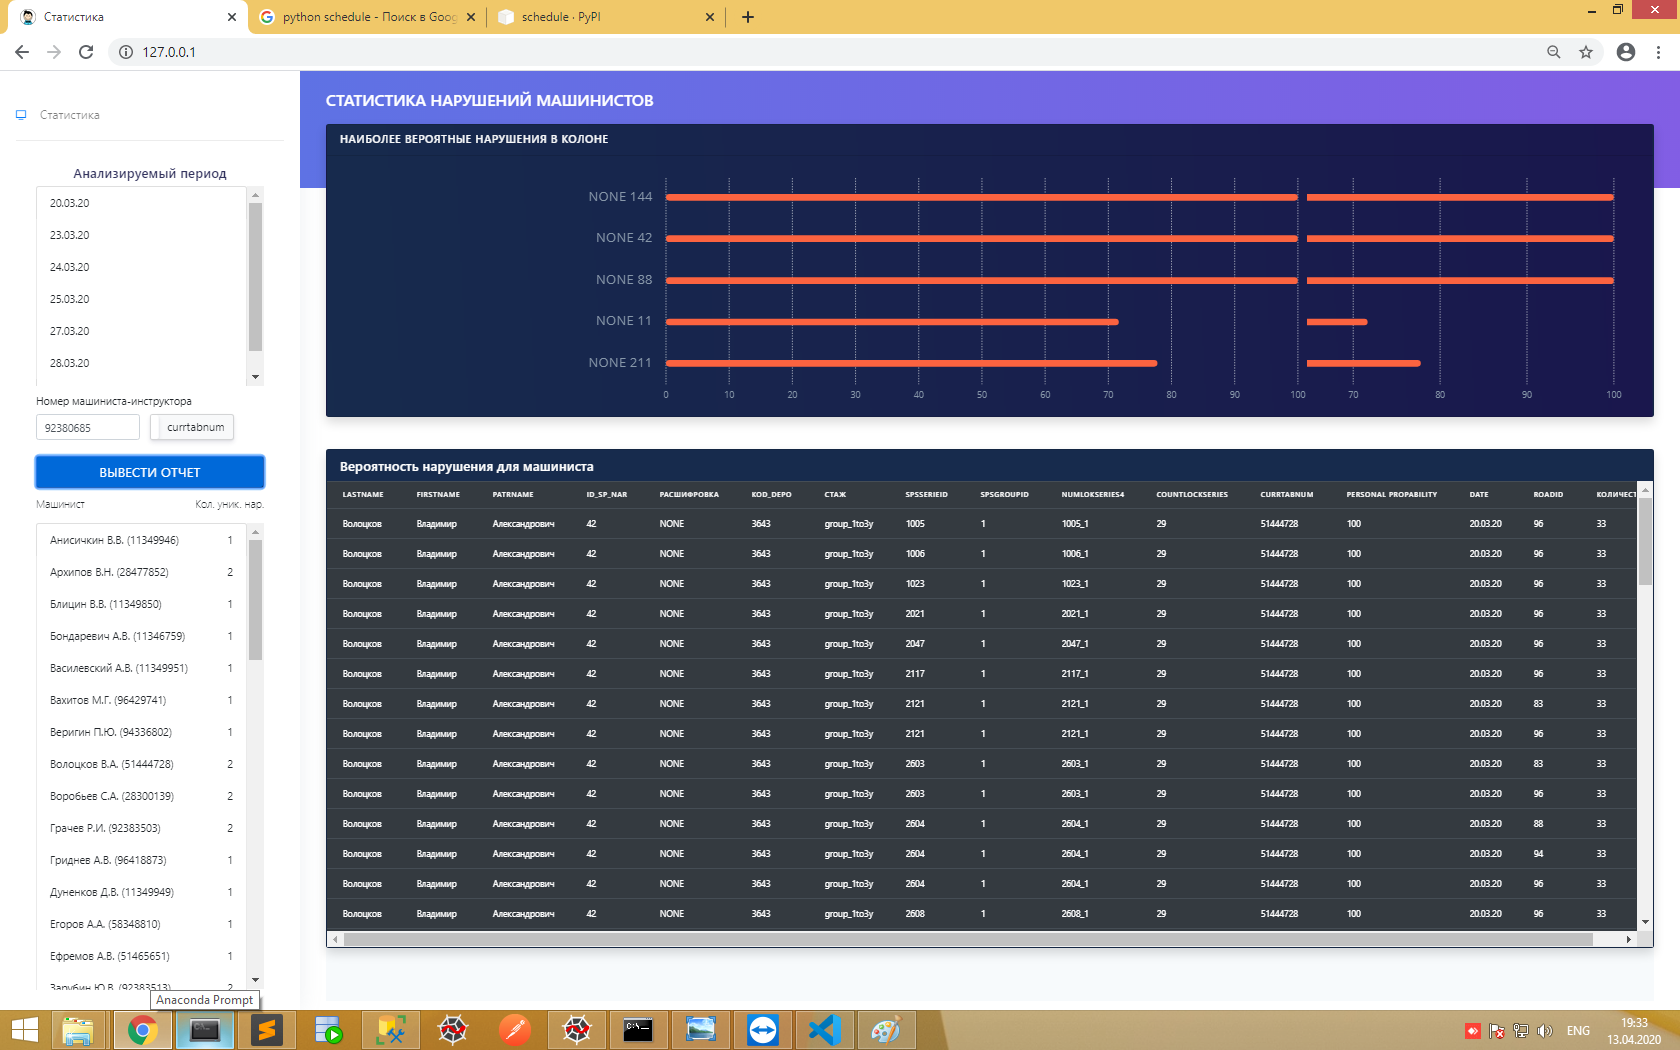 Статистика
python schedule - Поиск в Goog
schedule · PyPI
127.0.0.1
Статистика
Анализируемый период
20.03.20
23.03.20
24.03.20
25.03.20
27.03.20
28.03.20
Номер машиниста-инструктора
92380685
currtabnum
ВЫВЕСТИ ОТЧЕТ
Машинист Кол. уник. нар.
Анисичкин В.В. (11349946) 1
Архипов В.Н. (28477852) 2
Блицин В.В. (11349850) 1
Бондаревич А.В. (11346759) 1
Василевский А.В. (11349951) 1
Вахитов М.Г. (96429741) 1
Веригин П.Ю. (94336802) 1
Волоцков В.А. (51444728) 2
Воробьев С.А. (28300139) 2
Грачев Р.И. (92383503) 2
Гриднев А.В. (96418873) 1
Дуненков Д.В. (11349949) 1
Егоров А.А. (58348810) 1
Ефремов А.В. (51465651) 1
Зарубин Ю.В. (92383513) 2
СТАТИСТИКА НАРУШЕНИЙ МАШИНИСТОВ
НАИБОЛЕЕ ВЕРОЯТНЫЕ НАРУШЕНИЯ В КОЛОНЕ
NONE 144
NONE 42
NONE 88
NONE 11
NONE 211
0 10 20 30 40 50 60 70 80 90 100 70 80 90 100
Вероятность нарушения для машиниста
LASTNAME FIRSTNAME PATRNAME ID_SP_NAR РАСШИФРОВКА KOD_DEPO СТАЖ SPSSERIEID SPSGROUPID NUMLOKSERIES4 COUNTLOCKSERIES CURRTABNUM PERSONAL PROPABILITY DATE ROADID КОЛИЧЕСТ
Волоцков Владимир Александрович 42 NONE 3643 group_1to3y 1005 1 1005_1 29 51444728 100 20.03.20 96 33
Волоцков Владимир Александрович 42 NONE 3643 group_1to3y 1006 1 1006_1 29 51444728 100 20.03.20 96 33
Волоцков Владимир Александрович 42 NONE 3643 group_1to3y 1023 1 1023_1 29 51444728 100 20.03.20 96 33
Волоцков Владимир Александрович 42 NONE 3643 group_1to3y 2021 1 2021_1 29 51444728 100 20.03.20 96 33
Волоцков Владимир Александрович 42 NONE 3643 group_1to3y 2047 1 2047_1 29 51444728 100 20.03.20 96 33
Волоцков Владимир Александрович 42 NONE 3643 group_1to3y 2117 1 2117_1 29 51444728 100 20.03.20 96 33
Волоцков Владимир Александрович 42 NONE 3643 group_1to3y 2121 1 2121_1 29 51444728 100 20.03.20 83 33
Волоцков Владимир Александрович 42 NONE 3643 group_1to3y 2121 1 2121_1 29 51444728 100 20.03.20 96 33
Волоцков Владимир Александрович 42 NONE 3643 group_1to3y 2603 1 2603_1 29 51444728 100 20.03.20 83 33
Волоцков Владимир Александрович 42 NONE 3643 group_1to3y 2603 1 2603_1 29 51444728 100 20.03.20 96 33
Волоцков Владимир Александрович 42 NONE 3643 group_1to3y 2604 1 2604_1 29 51444728 100 20.03.20 88 33
Волоцков Владимир Александрович 42 NONE 3643 group_1to3y 2604 1 2604_1 29 51444728 100 20.03.20 94 33
Волоцков Владимир Александрович 42 NONE 3643 group_1to3y 2604 1 2604_1 29 51444728 100 20.03.20 96 33
Волоцков Владимир Александрович 42 NONE 3643 group_1to3y 2608 1 2608_1 29 51444728 100 20.03.20 96 33
Anaconda Prompt
ENG
19:33
13.04.2020